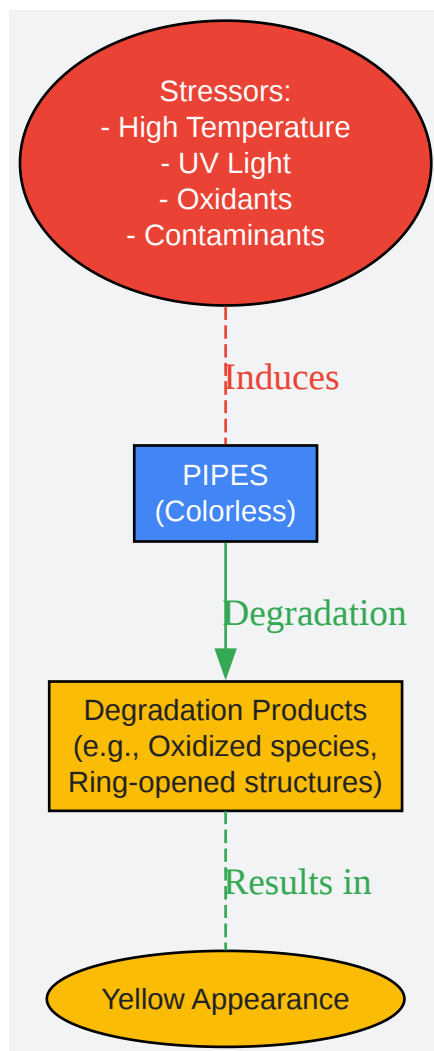 Stressors:
- High Temperature
- UV Light
- Oxidants
- Contaminants
Induces
PIPES
(Colorless)
Degradation
Degradation Products
(e.g., Oxidized species,
Ring-opened structures)
Results in
Yellow Appearance